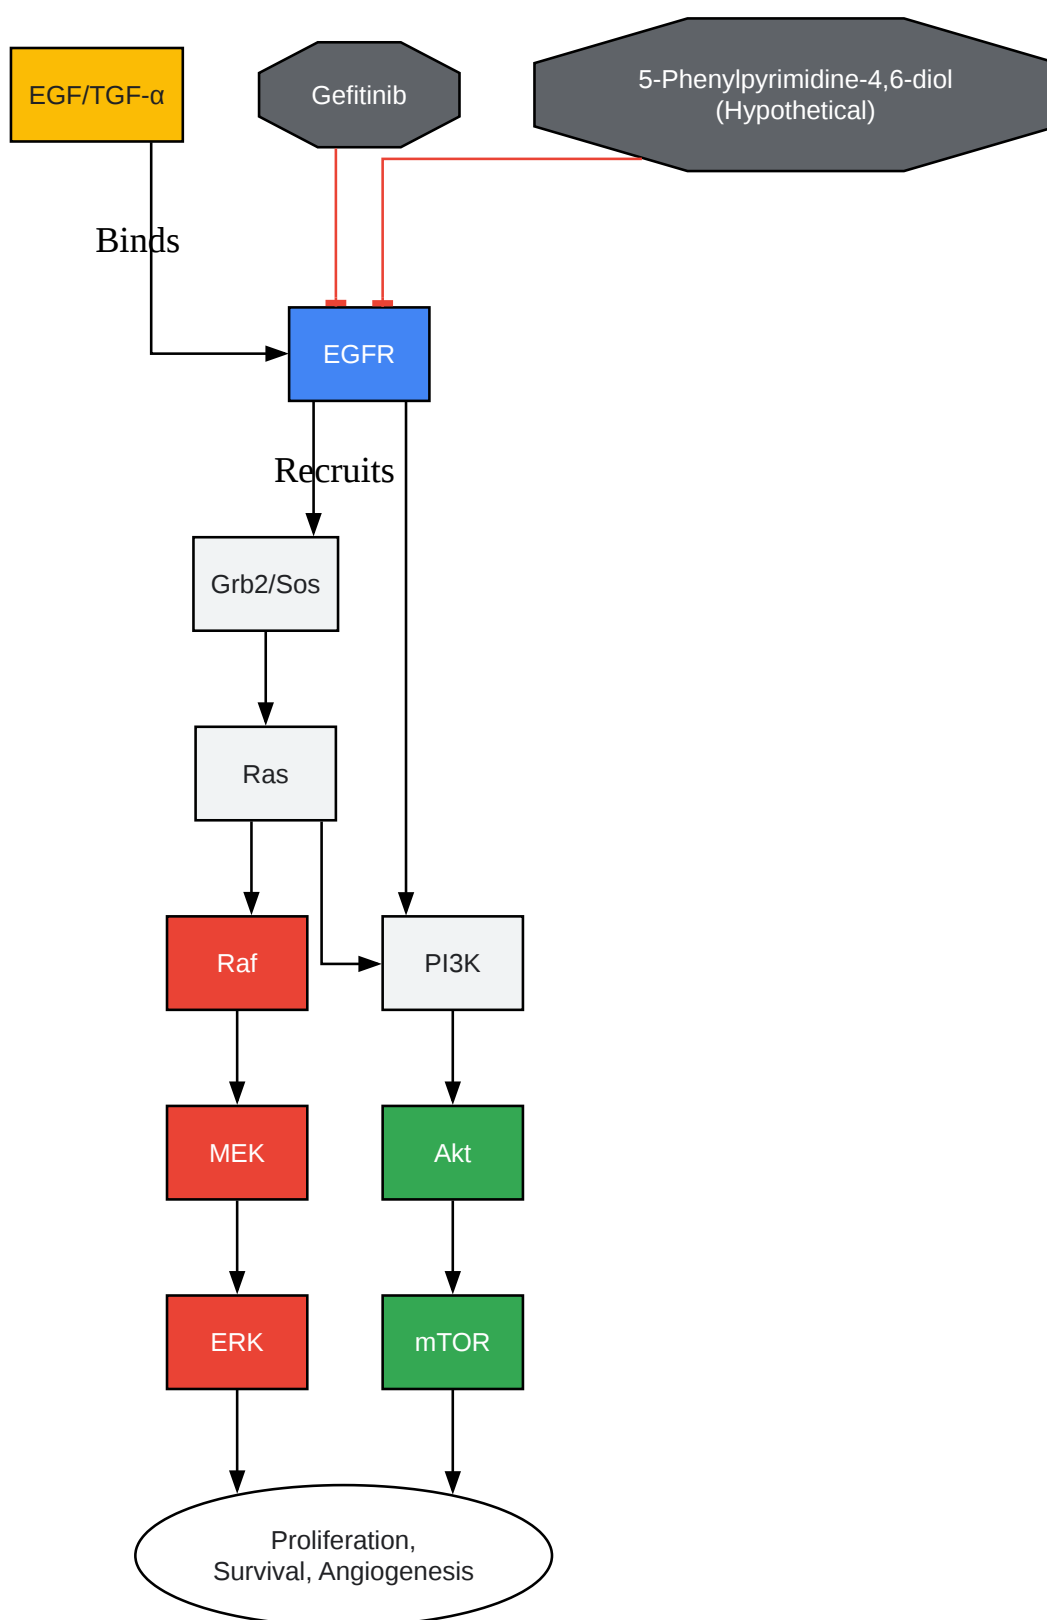 EGF/TGF-α
Gefitinib
5-Phenylpyrimidine-4,6-diol
(Hypothetical)
Binds
EGFR
Recruits
Grb2/Sos
Ras
Raf
PI3K
MEK
Akt
ERK
mTOR
Proliferation,
Survival, Angiogenesis